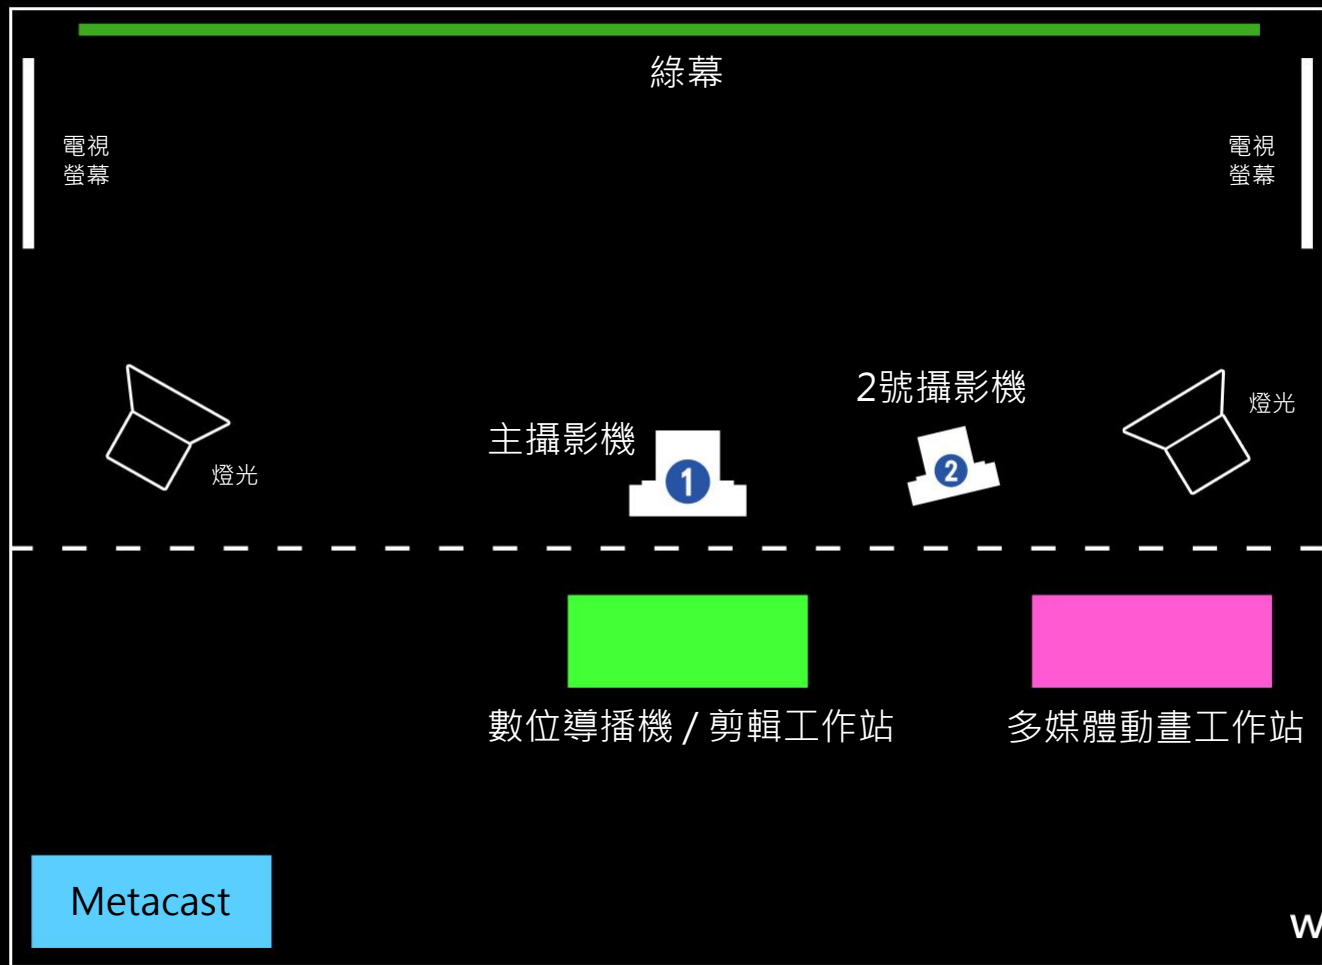 綠幕
電視
螢幕
電視
螢幕
2號攝影機
燈光
主攝影機
燈光
1
2
數位導播機 / 剪輯工作站
多媒體動畫工作站
Metacast
w